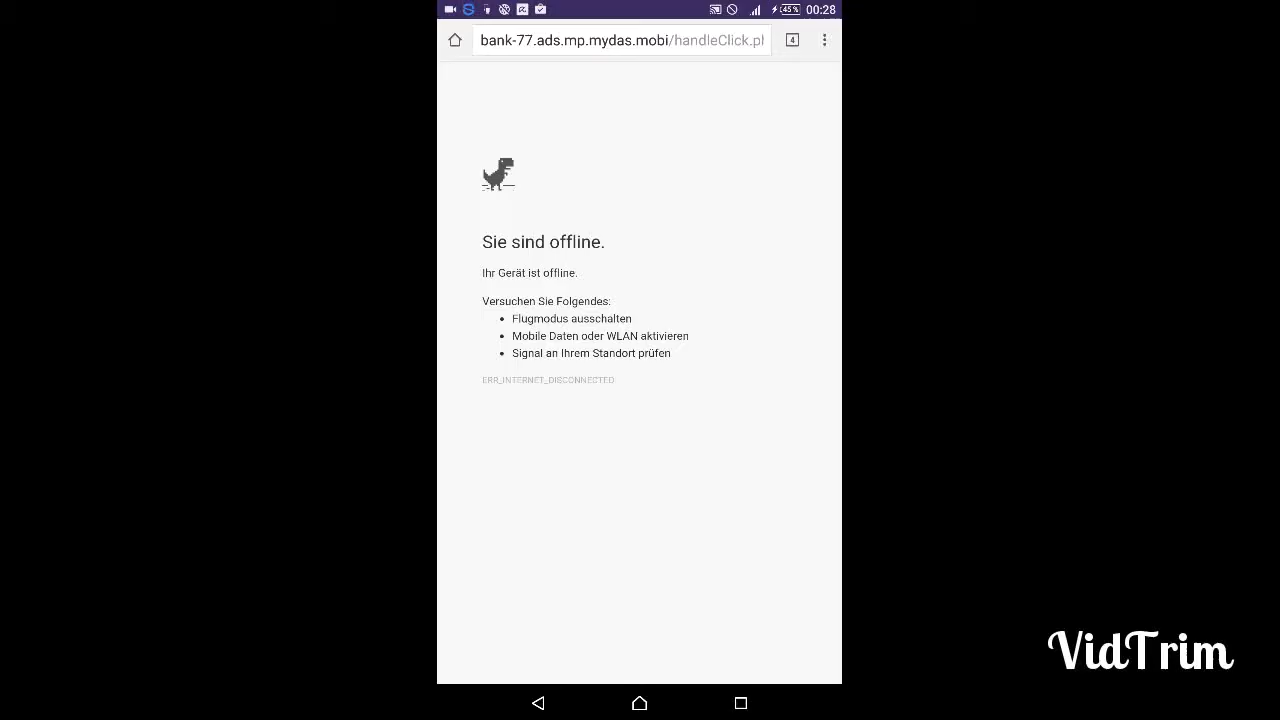 45%
00:28
bank-77.ads.mp.mydas.mobi/handleClick.p
4
Sie sind offline.
Ihr Gerät ist offline.
Versuchen Sie Folgendes:
Flugmodus ausschalten
Mobile Daten oder WLAN aktivieren
Signal an Ihrem Standort prüfen
ERR_INTERNET_DISCONNECTED
VidTrim